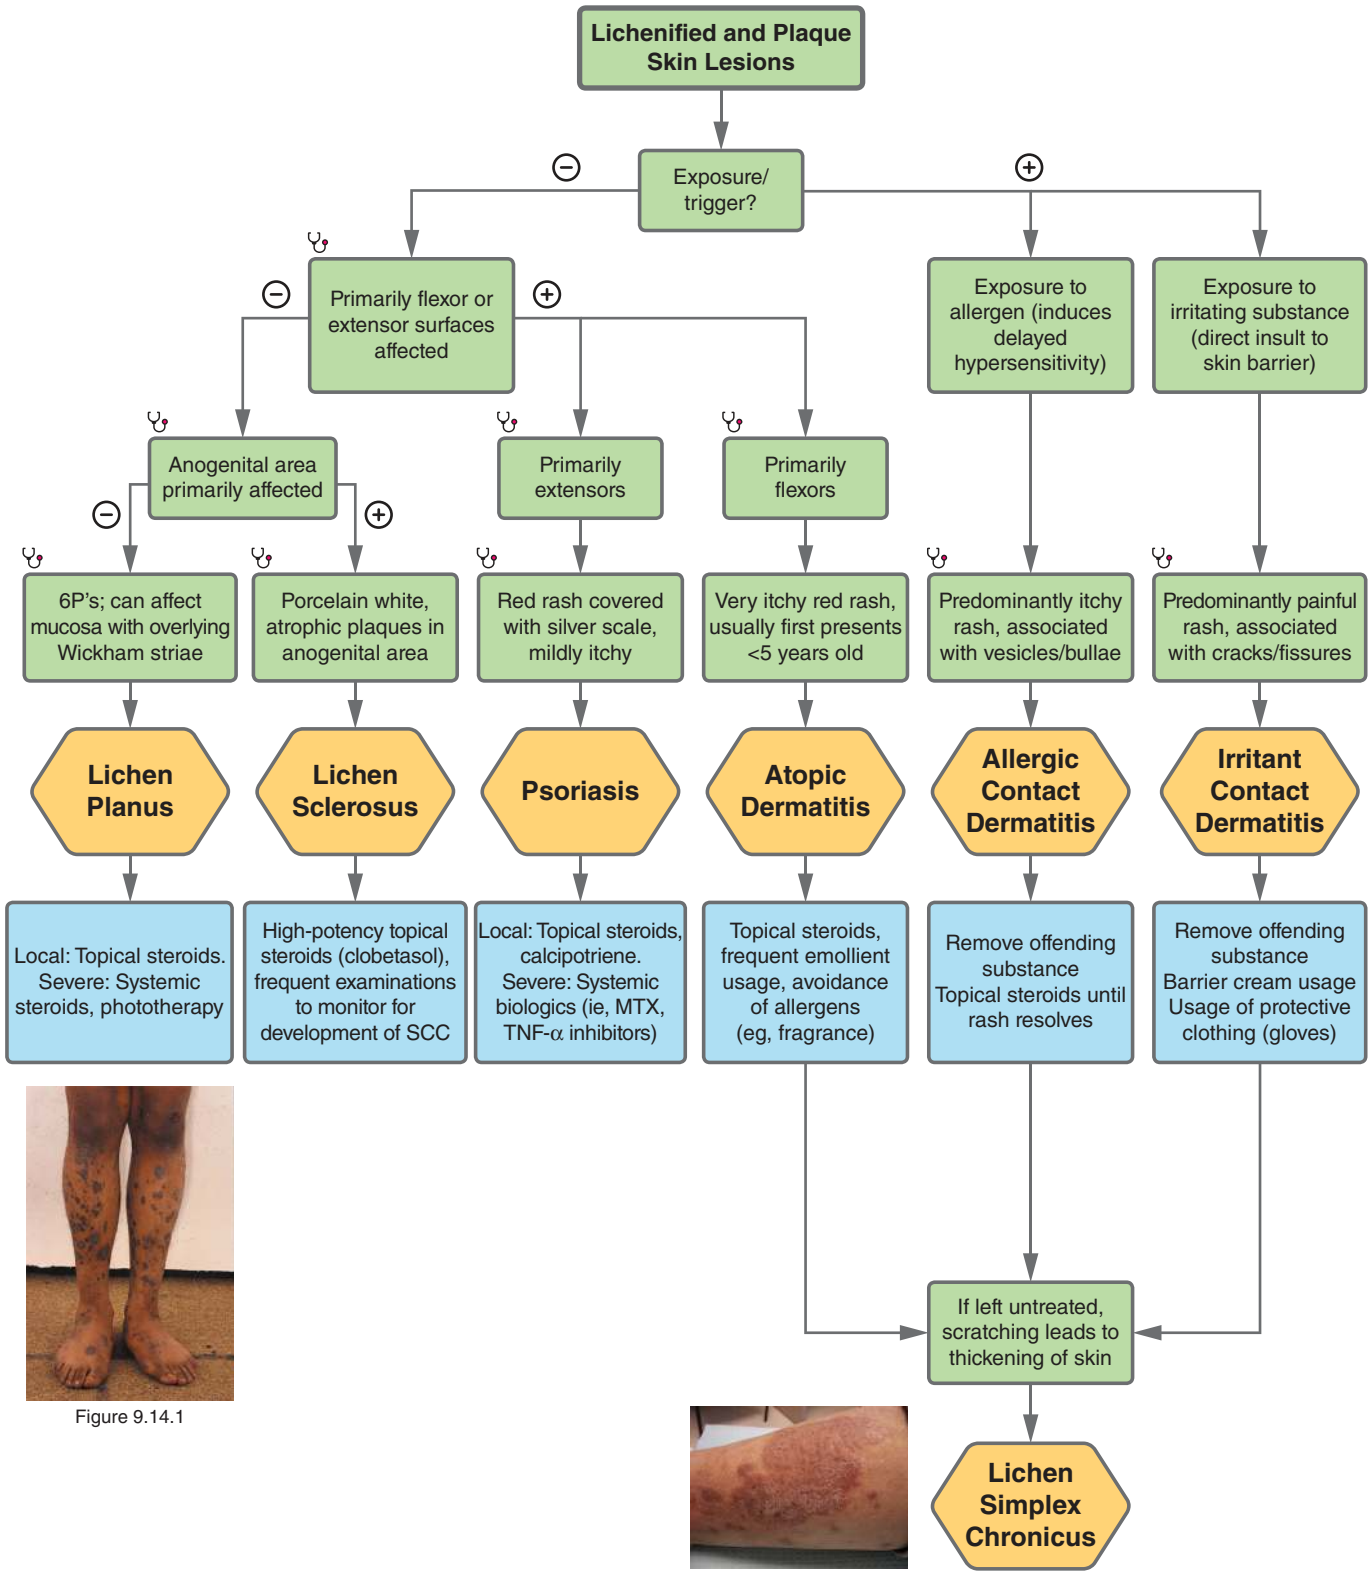 Lichenified and Plaque
Skin Lesions
Exposure/
trigger?
−
+
Primarily flexor or
extensor surfaces
affected
−
+
Exposure to
allergen (induces
delayed
hypersensitivity)
Exposure to
irritating substance
(direct insult to
skin barrier)
Anogenital area
primarily affected
−
+
Primarily
extensors
Primarily
flexors
6P's; can affect
mucosa with overlying
Wickham striae
Porcelain white,
atrophic plaques in
anogenital area
Red rash covered
with silver scale,
mildly itchy
Very itchy red rash,
usually first presents
<5 years old
Predominantly itchy
rash, associated
with vesicles/bullae
Predominantly painful
rash, associated
with cracks/fissures
Lichen
Planus
Lichen
Sclerosus
Psoriasis
Atopic
Dermatitis
Allergic
Contact
Dermatitis
Irritant
Contact
Dermatitis
Local: Topical steroids.
Severe: Systemic
steroids, phototherapy
High-potency topical
steroids (clobetasol),
frequent examinations
to monitor for
development of SCC
Local: Topical steroids,
calcipotriene.
Severe: Systemic
biologics (ie, MTX,
TNF-α inhibitors)
Topical steroids,
frequent emollient
usage, avoidance
of allergens
(eg, fragrance)
Remove offending
substance
Topical steroids until
rash resolves
Remove offending
substance
Barrier cream usage
Usage of protective
clothing (gloves)
If left untreated,
scratching leads to
thickening of skin
Figure 9.14.1
Lichen
Simplex
Chronicus